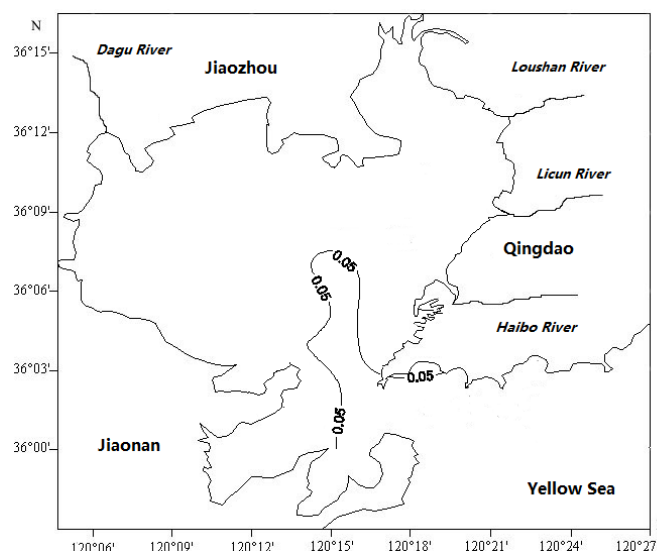 N
36°15'
Dagu River
Jiaozhou
Loushan River
36°12'
Licun River
36°09'
Qingdao
0.05
0.05
36°06'
Haibo River
36°03'
0.05
0.05
36°00'
Jiaonan
Yellow Sea
120°06' 120°09' 120°12' 120°15' 120°18' 120°21' 120°24' 120°27'